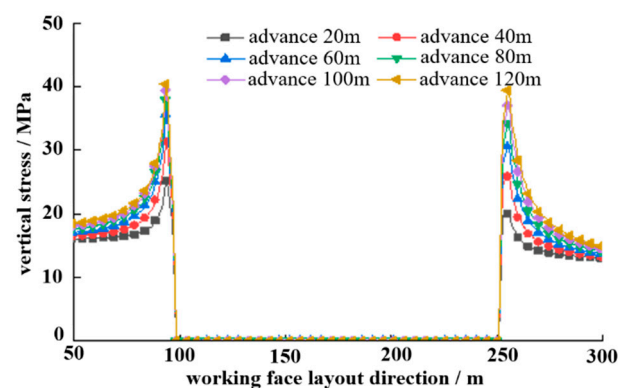 50
advance 20m advance 40m
advance 60m advance 80m
advance 100m advance 120m
40
30
20
10
0
vertical stress / MPa
50 100 150 200 250 300
working face layout direction / m